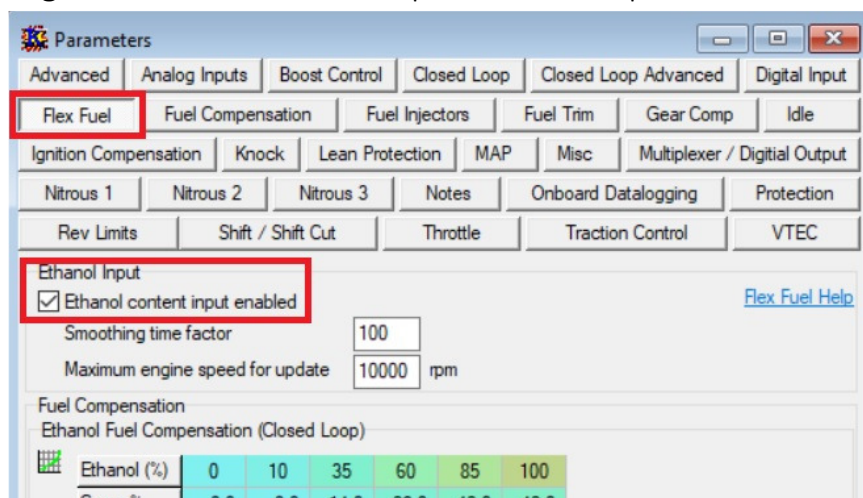 Parameters
Advanced Analog Inputs Boost Control Closed Loop Closed Loop Advanced Digital Input
Flex Fuel Fuel Compensation Fuel Injectors Fuel Trim Gear Comp Idle
Ignition Compensation Knock Lean Protection MAP Misc Multiplexer / Digitial Output
Nitrous 1 Nitrous 2 Nitrous 3 Notes Onboard Datalogging Protection
Rev Limits Shift / Shift Cut Throttle Traction Control VTEC
Ethanol Input
Ethanol content input enabled Flex Fuel Help
Smoothing time factor 100
Maximum engine speed for update 10000 rpm
Fuel Compensation
Ethanol Fuel Compensation (Closed Loop)
Ethanol (%) 0 10 35 60 85 100